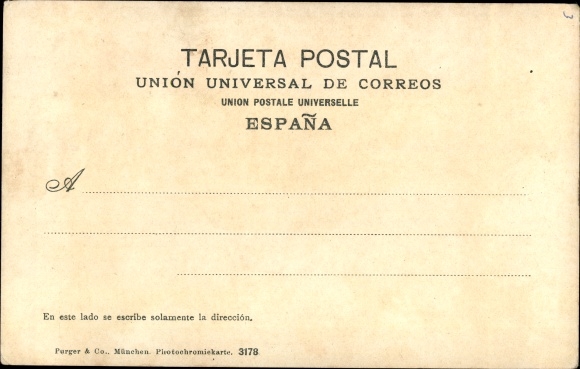 TARJETA POSTAL
UNIÓN UNIVERSAL DE CORREOS
UNION POSTALE UNIVERSELLE
ESPAÑA
A
En este lado se escribe solamente la dirección.
Purger & Co., München. Photochromiekarte. 3178